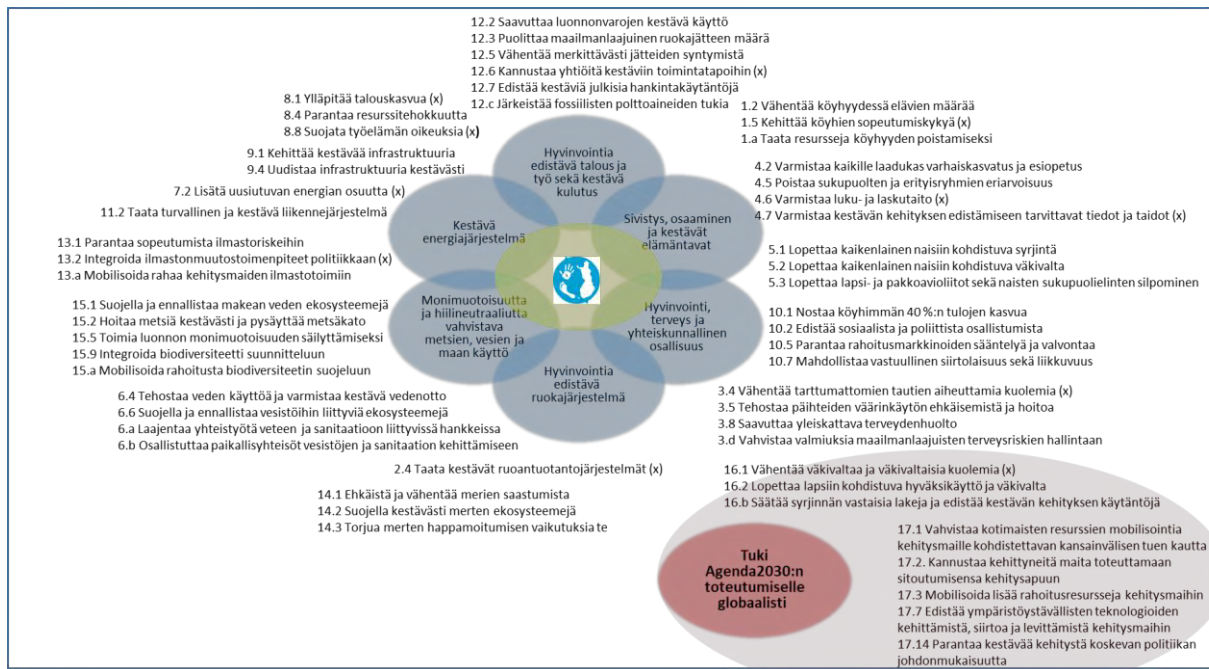 12.2 Saavuttaa luonnonvarojen kestävä käyttö
12.3 Puolittaa maailmanlaajuinen ruokajätteen määrä
12.5 Vähentää merkittävästi jätteiden syntymistä
12.6 Kannustaa yhtiöitä kestäviin toimintatapoihin (x)
12.7 Edistää kestäviä julkisia hankintakäytäntöjä
12.c Järkeistää fossiilisten polttoaineiden tukia
8.1 Ylläpitää talouskasvua (x)
8.4 Parantaa resurssitehokkuutta
8.8 Suojata työelämän oikeuksia (x)
9.1 Kehittää kestävää infrastruktuuria
9.4 Uudistaa infrastruktuuria kestävästi
7.2 Lisätä uusiutuvan energian osuutta (x)
11.2 Taata turvallinen ja kestävä liikennejärjestelmä
13.1 Parantaa sopeutumista ilmastoriskeihin
13.2 Integroida ilmastonmuutostoimenpiteet politiikkaan (x)
13.a Mobilisoida rahaa kehitysmaiden ilmastotoimiin
15.1 Suojella ja ennallistaa makean veden ekosysteemejä
15.2 Hoitaa metsiä kestävästi ja pysäyttää metsäkato
15.5 Toimia luonnon monimuotoisuuden säilyttämiseksi
15.9 Integroida biodiversiteetti suunnitteluun
15.a Mobilisoida rahoitusta biodiversiteetin suojeluun
6.4 Tehostaa veden käyttöä ja varmistaa kestävä vedenotto
6.6 Suojella ja ennallistaa vesistöihin liittyviä ekosysteemejä
6.a Laajentaa yhteistyötä veteen ja sanitaatioon liittyvissä hankkeissa
6.b Osallistuttaa paikallisyhteisöt vesistöjen ja sanitaation kehittämiseen
2.4 Taata kestävät ruoantuotantojärjestelmät (x)
14.1 Ehkäistä ja vähentää merien saastumista
14.2 Suojella kestävästi merten ekosysteemejä
14.3 Torjua merten happamoitumisen vaikutuksia te
Hyvinvointia
edistävä talous ja
työ sekä kestävä
kulutus
Kestävä
energiajärjestelmä
Sivistys, osaaminen
ja kestävät
elämäntavat
Monimuotoisuutta
ja hiilineutraaliutta
vahvistava
metsien, vesien ja
maan käyttö
Hyvinvointi,
terveys ja
yhteiskunnallinen
osallisuus
Hyvinvointia
edistävä
ruokajärjestelmä
1.2 Vähentää köyhyydessä elävien määrää
1.5 Kehittää köyhien sopeutumiskykyä (x)
1.a Taata resursseja köyhyyden poistamiseksi
4.2 Varmistaa kaikille laadukas varhaiskasvatus ja esiopetus
4.5 Poistaa sukupuolten ja erityisryhmien eriarvoisuus
4.6 Varmistaa luku- ja laskutaito (x)
4.7 Varmistaa kestävän kehityksen edistämiseen tarvittavat tiedot ja taidot (x)
5.1 Lopettaa kaikenlainen naisiin kohdistuva syrjintä
5.2 Lopettaa kaikenlainen naisiin kohdistuva väkivalta
5.3 Lopettaa lapsi- ja pakkoavioliitot sekä naisten sukupuolielinten silpominen
10.1 Nostaa köyhimmän 40 %:n tulojen kasvua
10.2 Edistää sosiaalista ja poliittista osallistumista
10.5 Parantaa rahoitusmarkkinoiden sääntelyä ja valvontaa
10.7 Mahdollistaa vastuullinen siirtolaisuus sekä liikkuvuus
3.4 Vähentää tarttumattomien tautien aiheuttamia kuolemia (x)
3.5 Tehostaa päihteiden väärinkäytön ehkäisemistä ja hoitoa
3.8 Saavuttaa yleiskattava terveydenhuolto
3.d Vahvistaa valmiuksia maailmanlaajuisten terveysriskien hallintaan
16.1 Vähentää väkivaltaa ja väkivaltaisia kuolemia (x)
16.2 Lopettaa lapsiin kohdistuva hyväksikäyttö ja väkivalta
16.b Säätää syrjinnän vastaisia lakeja ja edistää kestävän kehityksen käytäntöjä
Tuki
Agenda2030:n
toteutumiselle
globaalisti
17.1 Vahvistaa kotimaisten resurssien mobilisointia
kehitysmaille kohdistettavan kansainvälisen tuen kautta
17.2. Kannustaa kehittyneitä maita toteuttamaan
sitoutumisensa kehitysapuun
17.3 Mobilisoida lisää rahoitusresursseja kehitysmaihin
17.7 Edistää ympäristöystävällisten teknologioiden
kehittämistä, siirtoa ja levittämistä kehitysmaihin
17.14 Parantaa kestävää kehitystä koskevan politiikan
johdonmukaisuutta